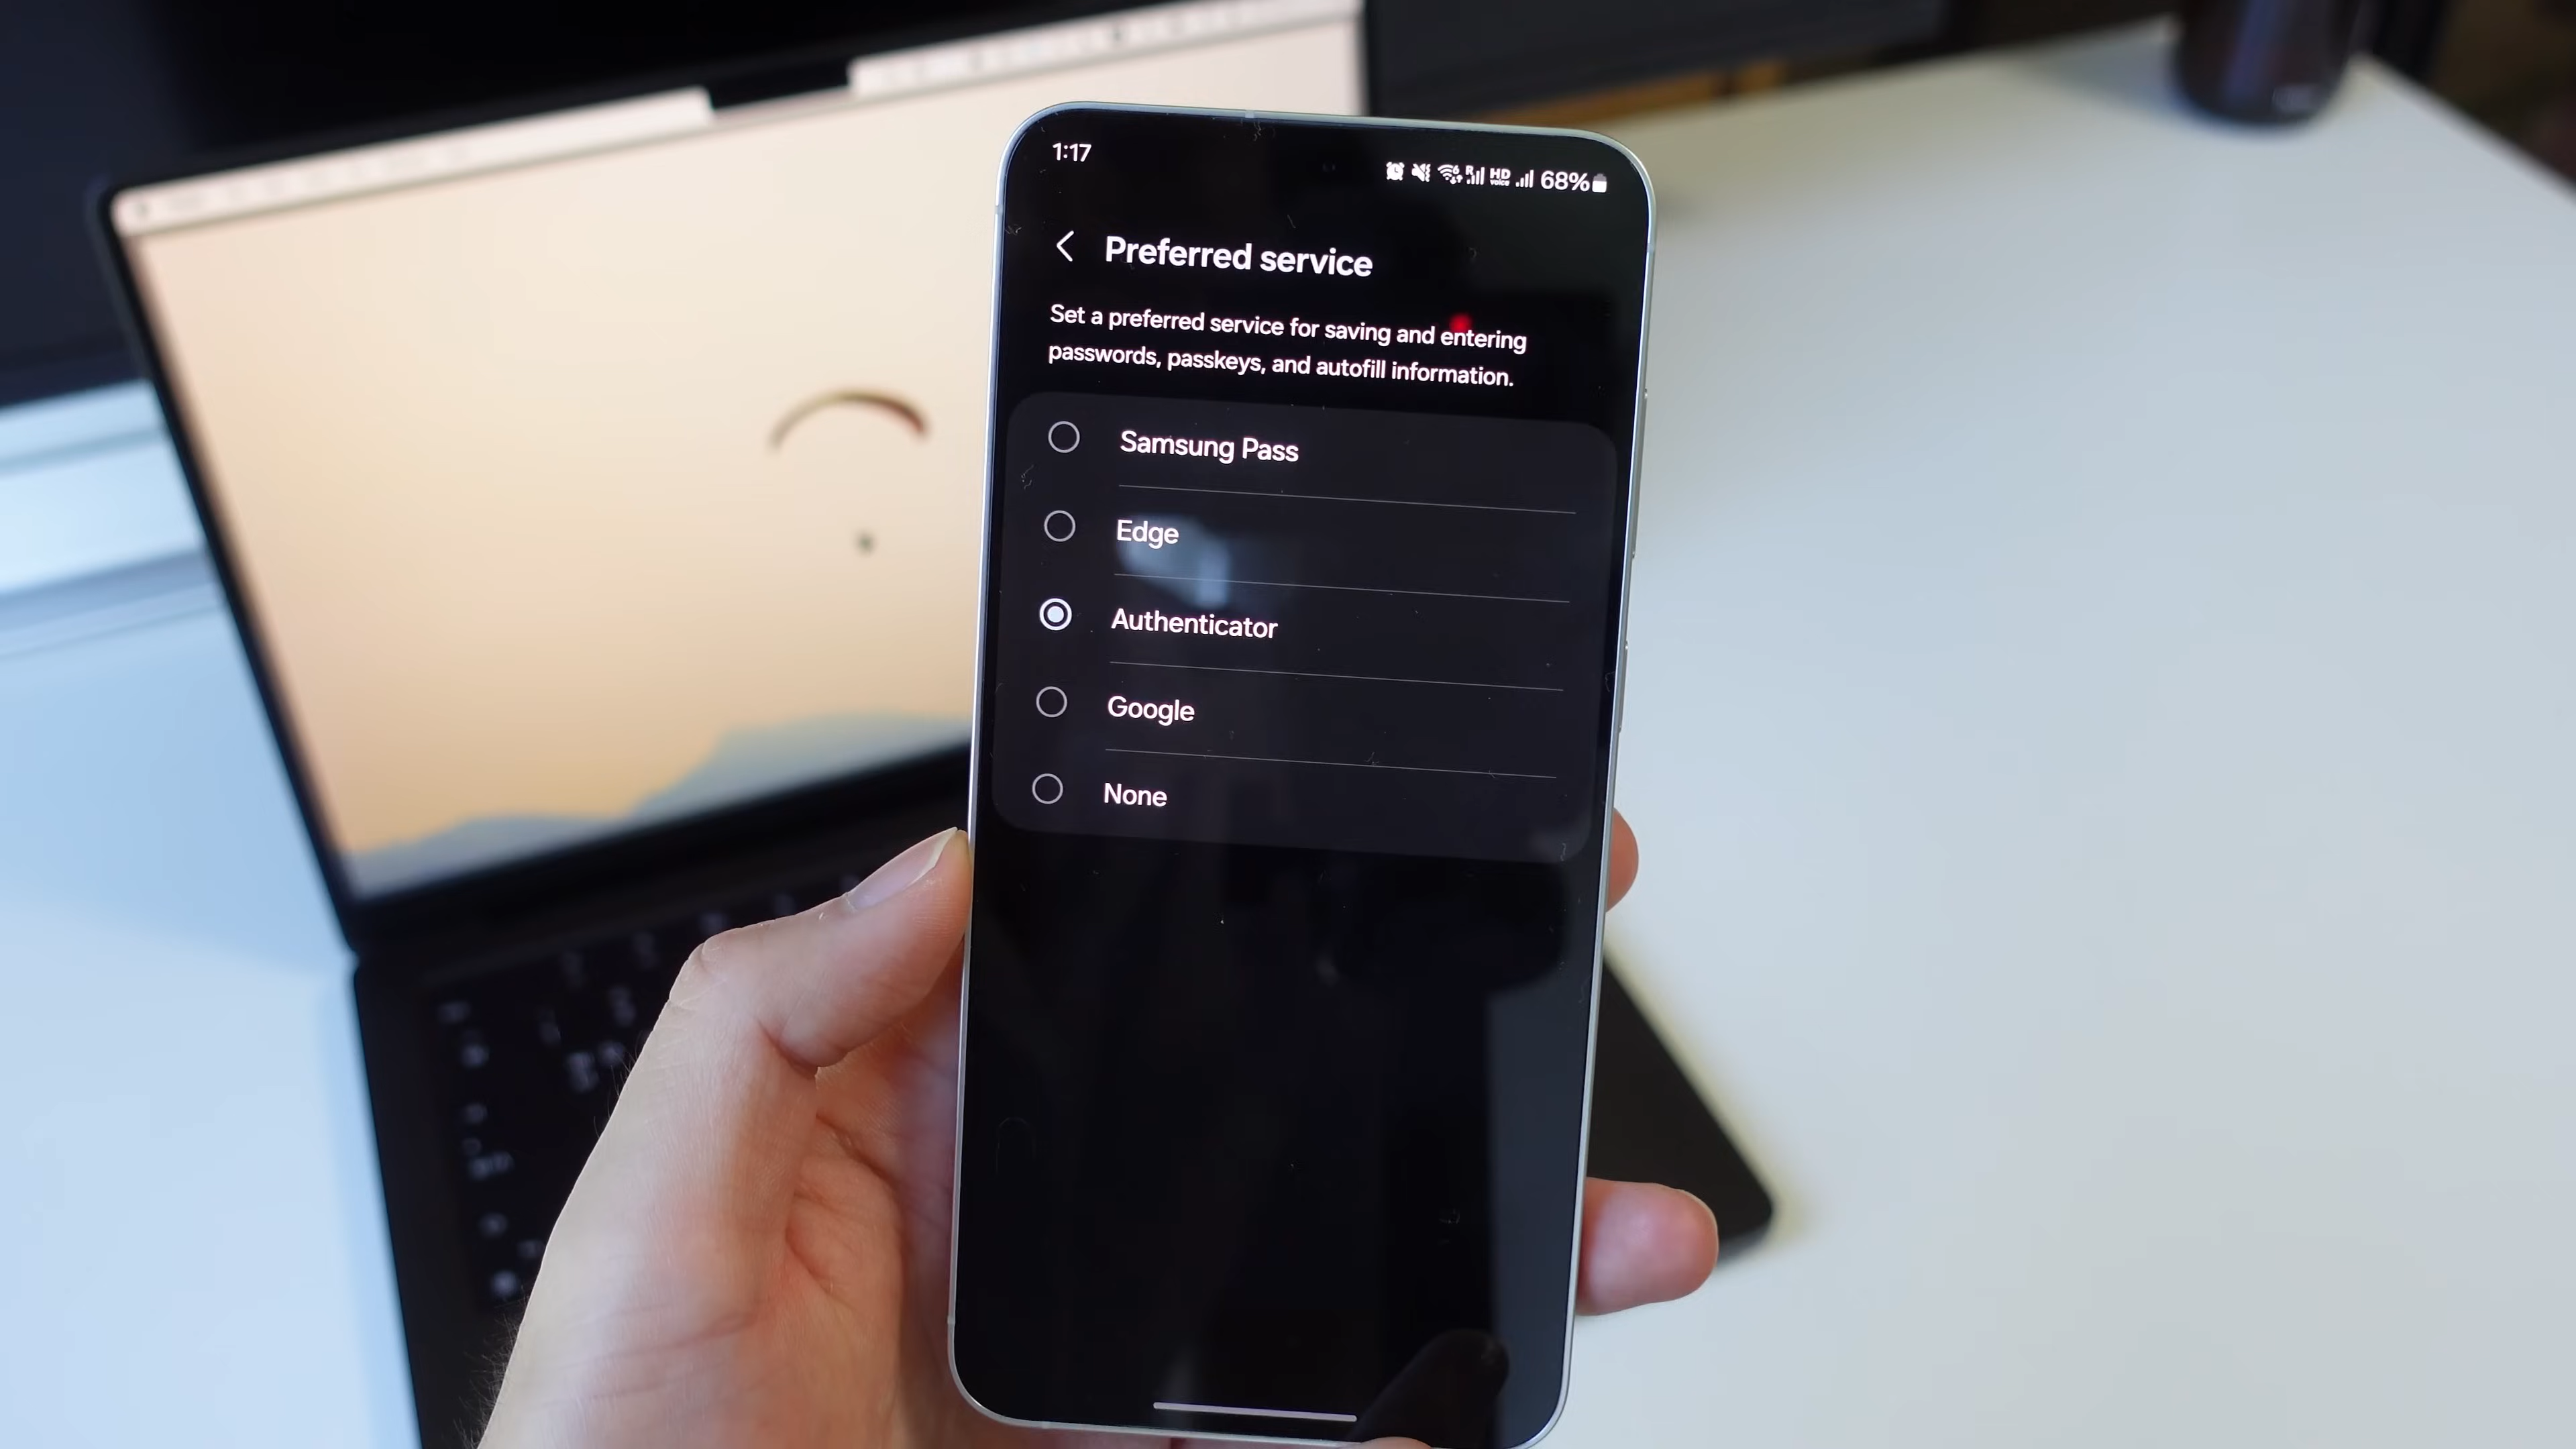 1:17
R HD voice 68%
Preferred service
Set a preferred service for saving and entering
passwords, passkeys, and autofill information.
Samsung Pass
Edge
Authenticator
Google
None